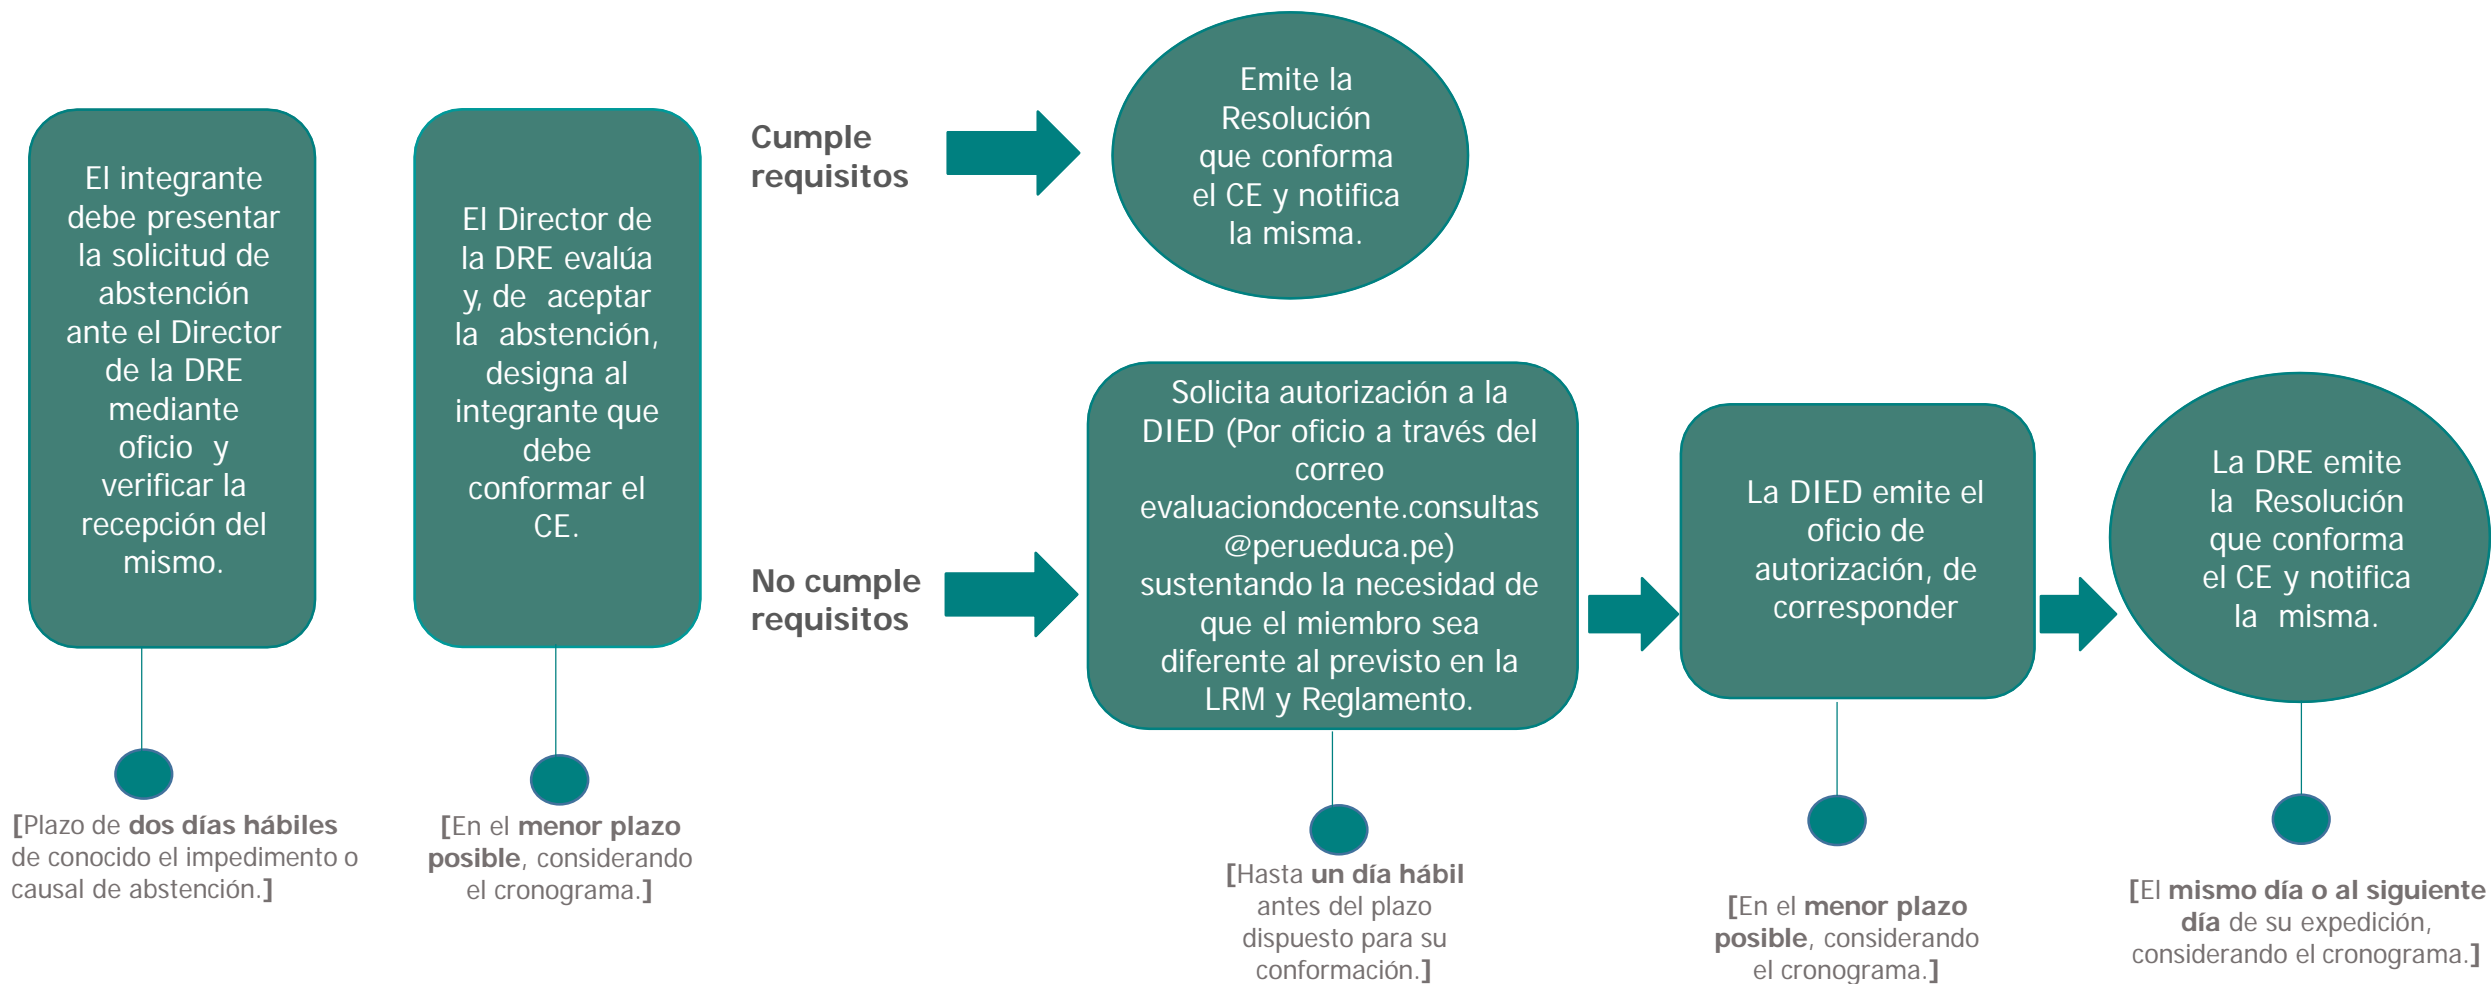 El integrante
debe presentar
la solicitud de
abstención
ante el Director
de la DRE
mediante
oficio y
verificar la
recepción del
mismo.
[Plazo de dos días hábiles
de conocido el impedimento o
causal de abstención.]
El Director de
la DRE evalúa
y, de aceptar
la abstención,
designa al
integrante que
debe
conformar el
CE.
[En el menor plazo
posible, considerando
el cronograma.]
Cumple
requisitos
Emite la
Resolución
que conforma
el CE y notifica
la misma.
No cumple
requisitos
Solicita autorización a la
DIED (Por oficio a través del
correo
evaluaciondocente.consultas
@perueduca.pe)
sustentando la necesidad de
que el miembro sea
diferente al previsto en la
LRM y Reglamento.
[Hasta un día hábil
antes del plazo
dispuesto para su
conformación.]
La DIED emite el
oficio de
autorización, de
corresponder
[En el menor plazo
posible, considerando
el cronograma.]
La DRE emite
la Resolución
que conforma
el CE y notifica
la misma.
[El mismo día o al siguiente
día de su expedición,
considerando el cronograma.]